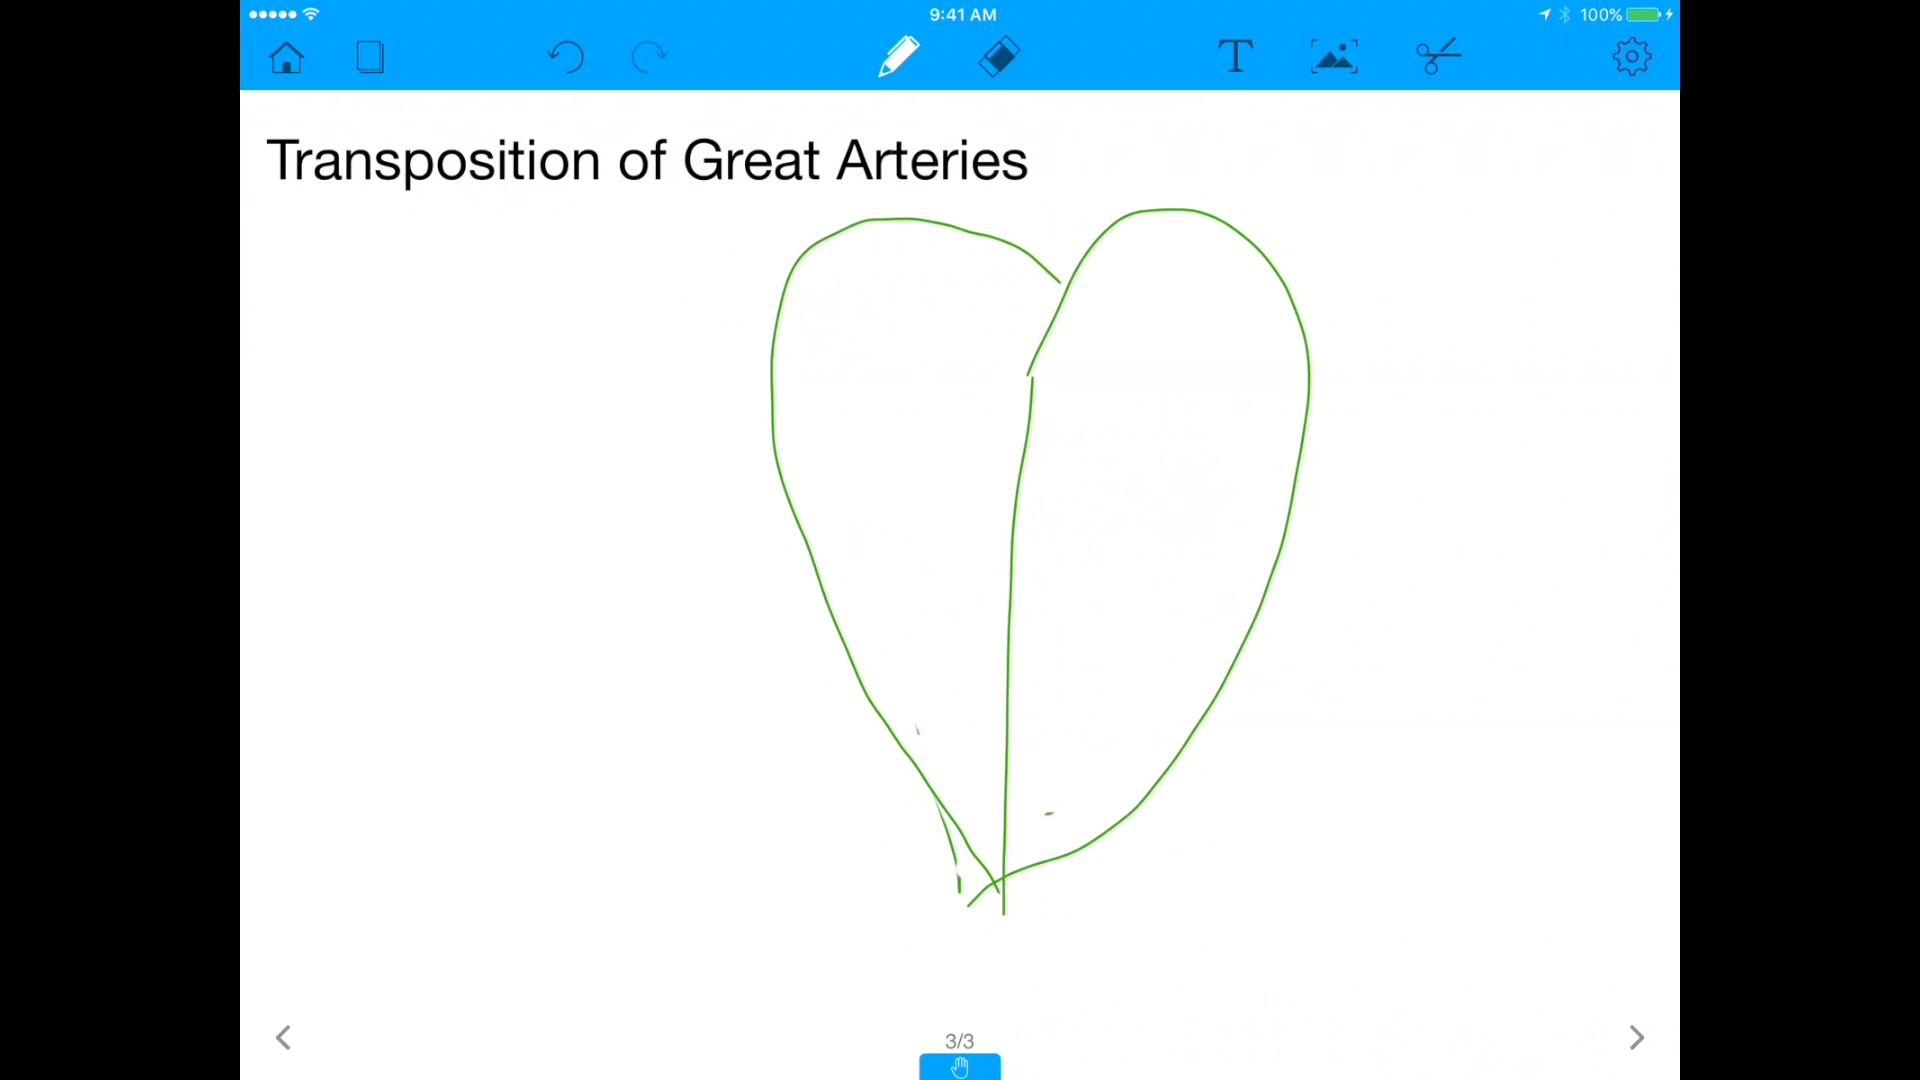 9:41 AM
100%
T
Transposition of Great Arteries
3/3